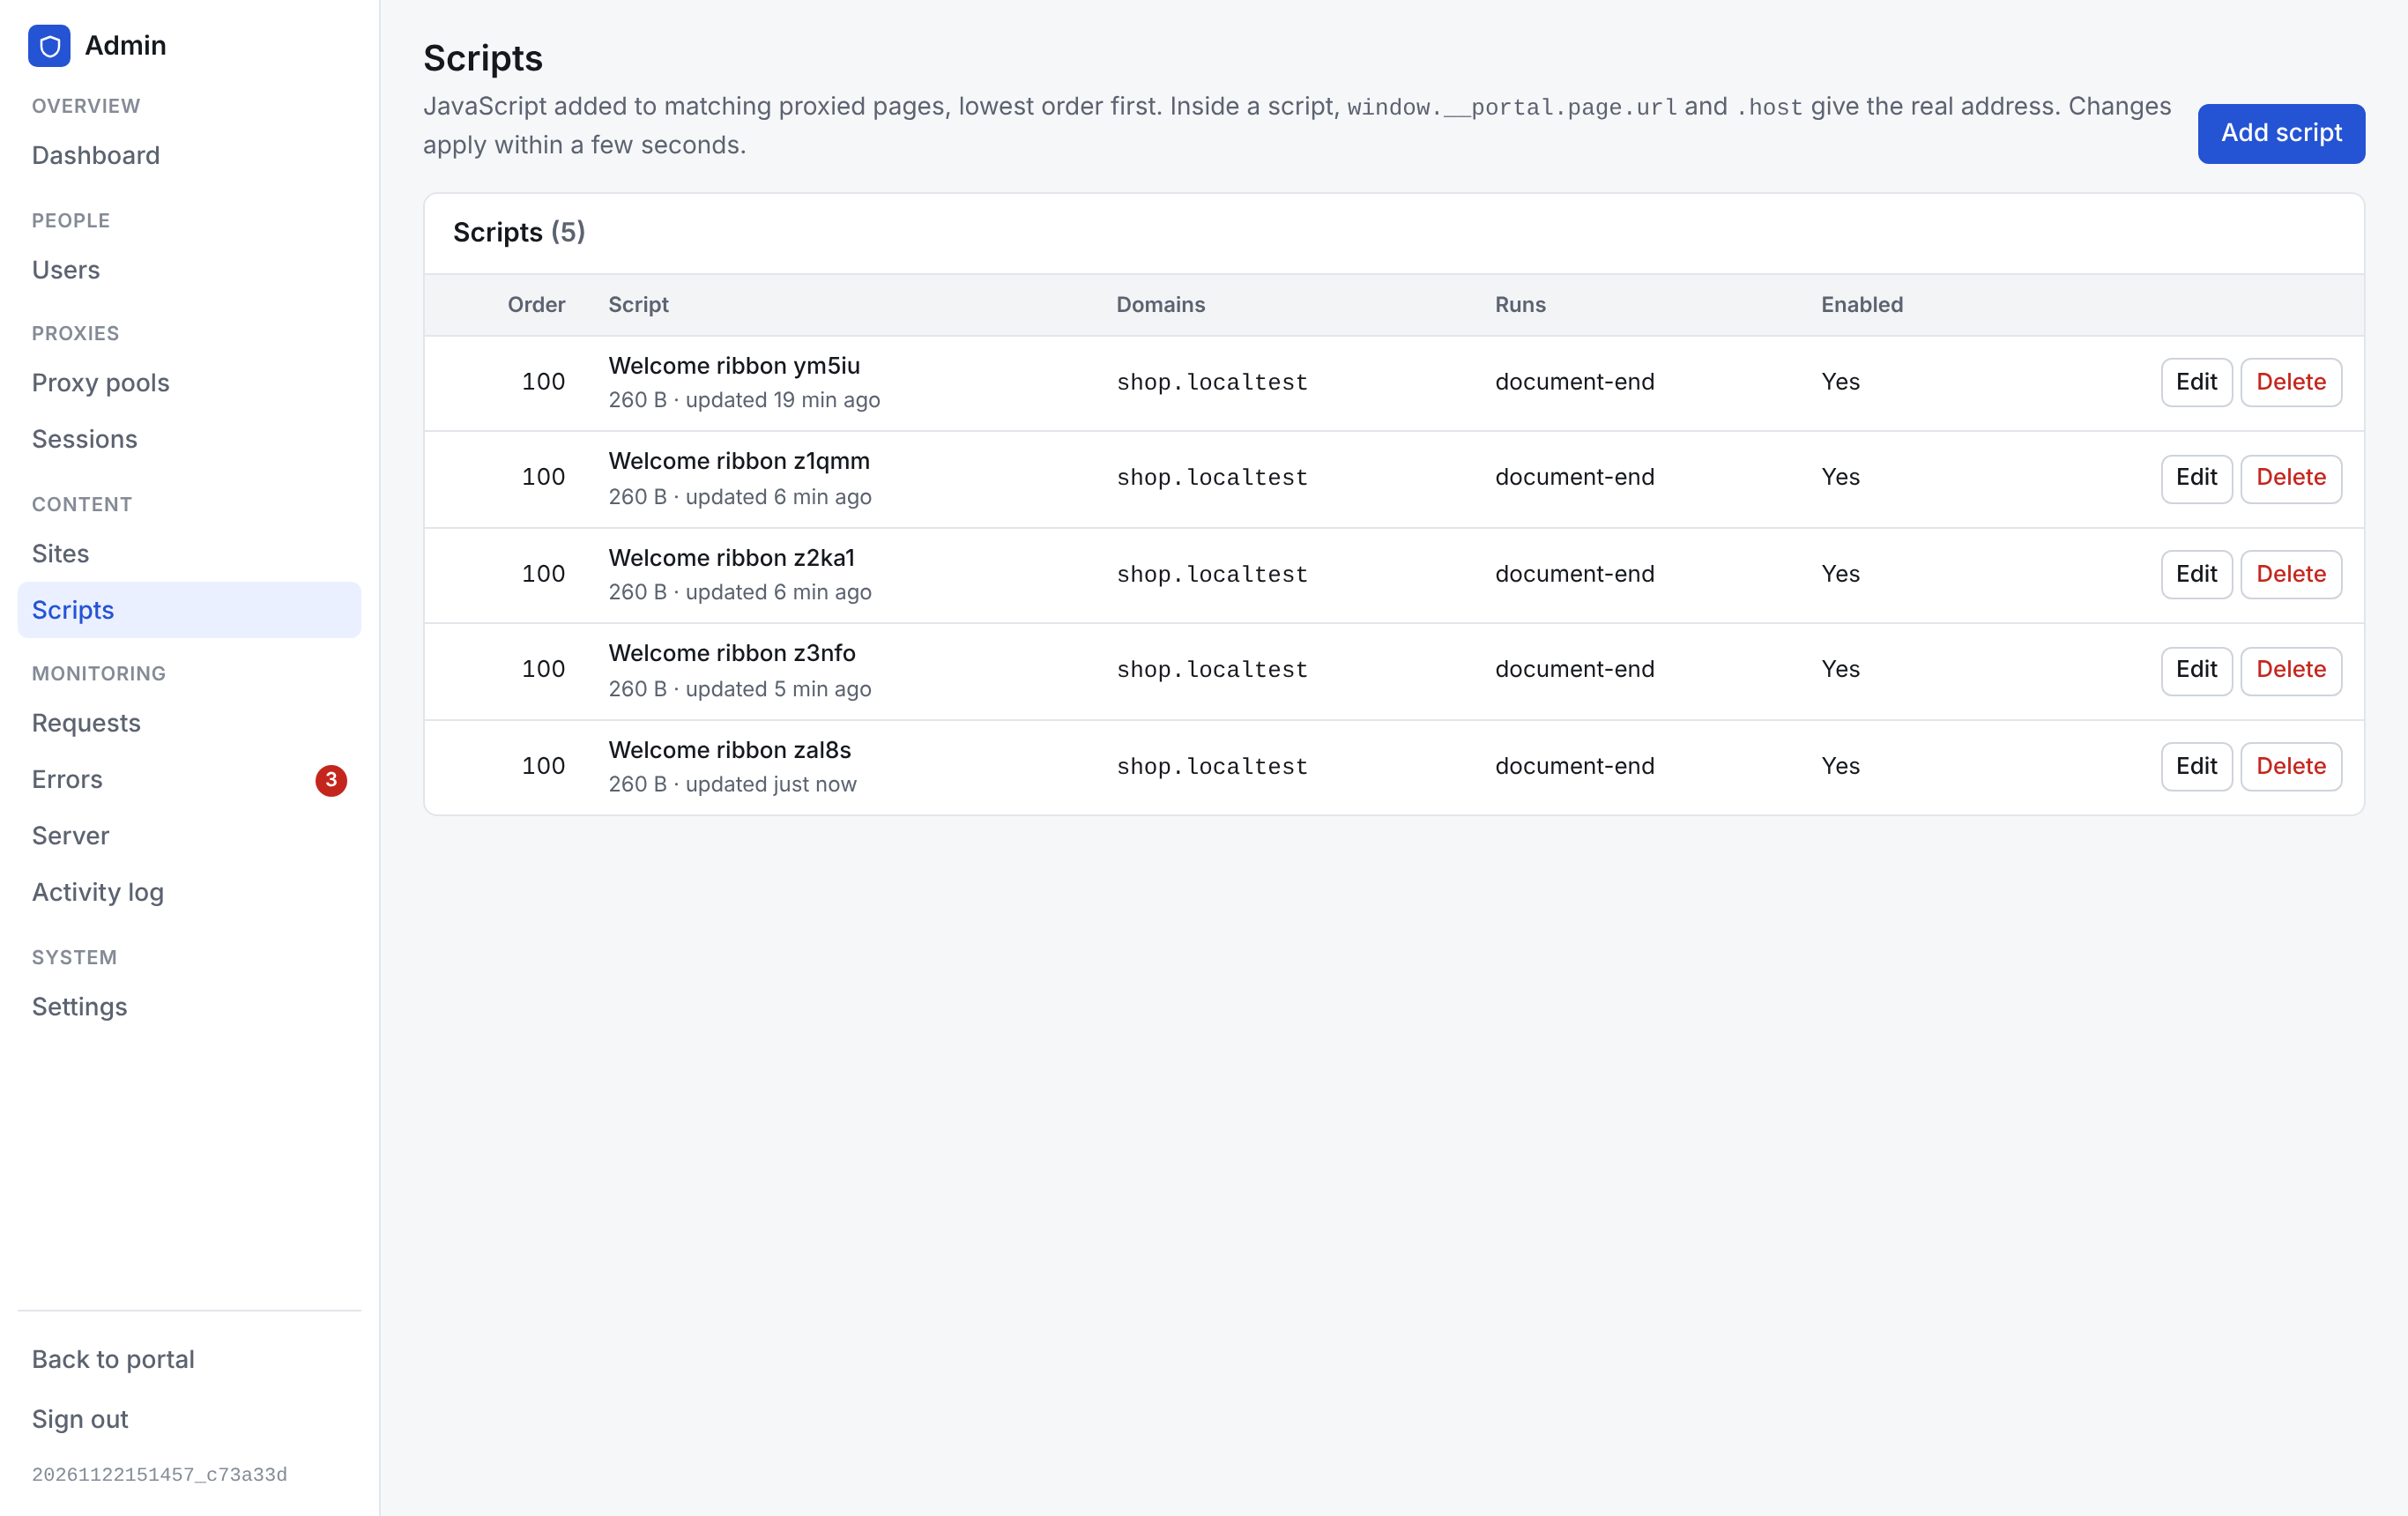 Admin
OVERVIEW
Dashboard
PEOPLE
Users
PROXIES
Proxy pools
Sessions
CONTENT
Sites
Scripts
MONITORING
Requests
Errors 3
Server
Activity log
SYSTEM
Settings
Back to portal
Sign out
20261122151457_c73a33d
Scripts
JavaScript added to matching proxied pages, lowest order first. Inside a script, window.__portal.page.url and .host give the real address. Changes
apply within a few seconds.
Add script
Scripts (5)
Order Script Domains Runs Enabled
100 Welcome ribbon ym5iu shop.localtest document-end Yes Edit Delete
260 B · updated 19 min ago
100 Welcome ribbon z1qmm shop.localtest document-end Yes Edit Delete
260 B · updated 6 min ago
100 Welcome ribbon z2ka1 shop.localtest document-end Yes Edit Delete
260 B · updated 6 min ago
100 Welcome ribbon z3nfo shop.localtest document-end Yes Edit Delete
260 B · updated 5 min ago
100 Welcome ribbon zal8s shop.localtest document-end Yes Edit Delete
260 B · updated just now